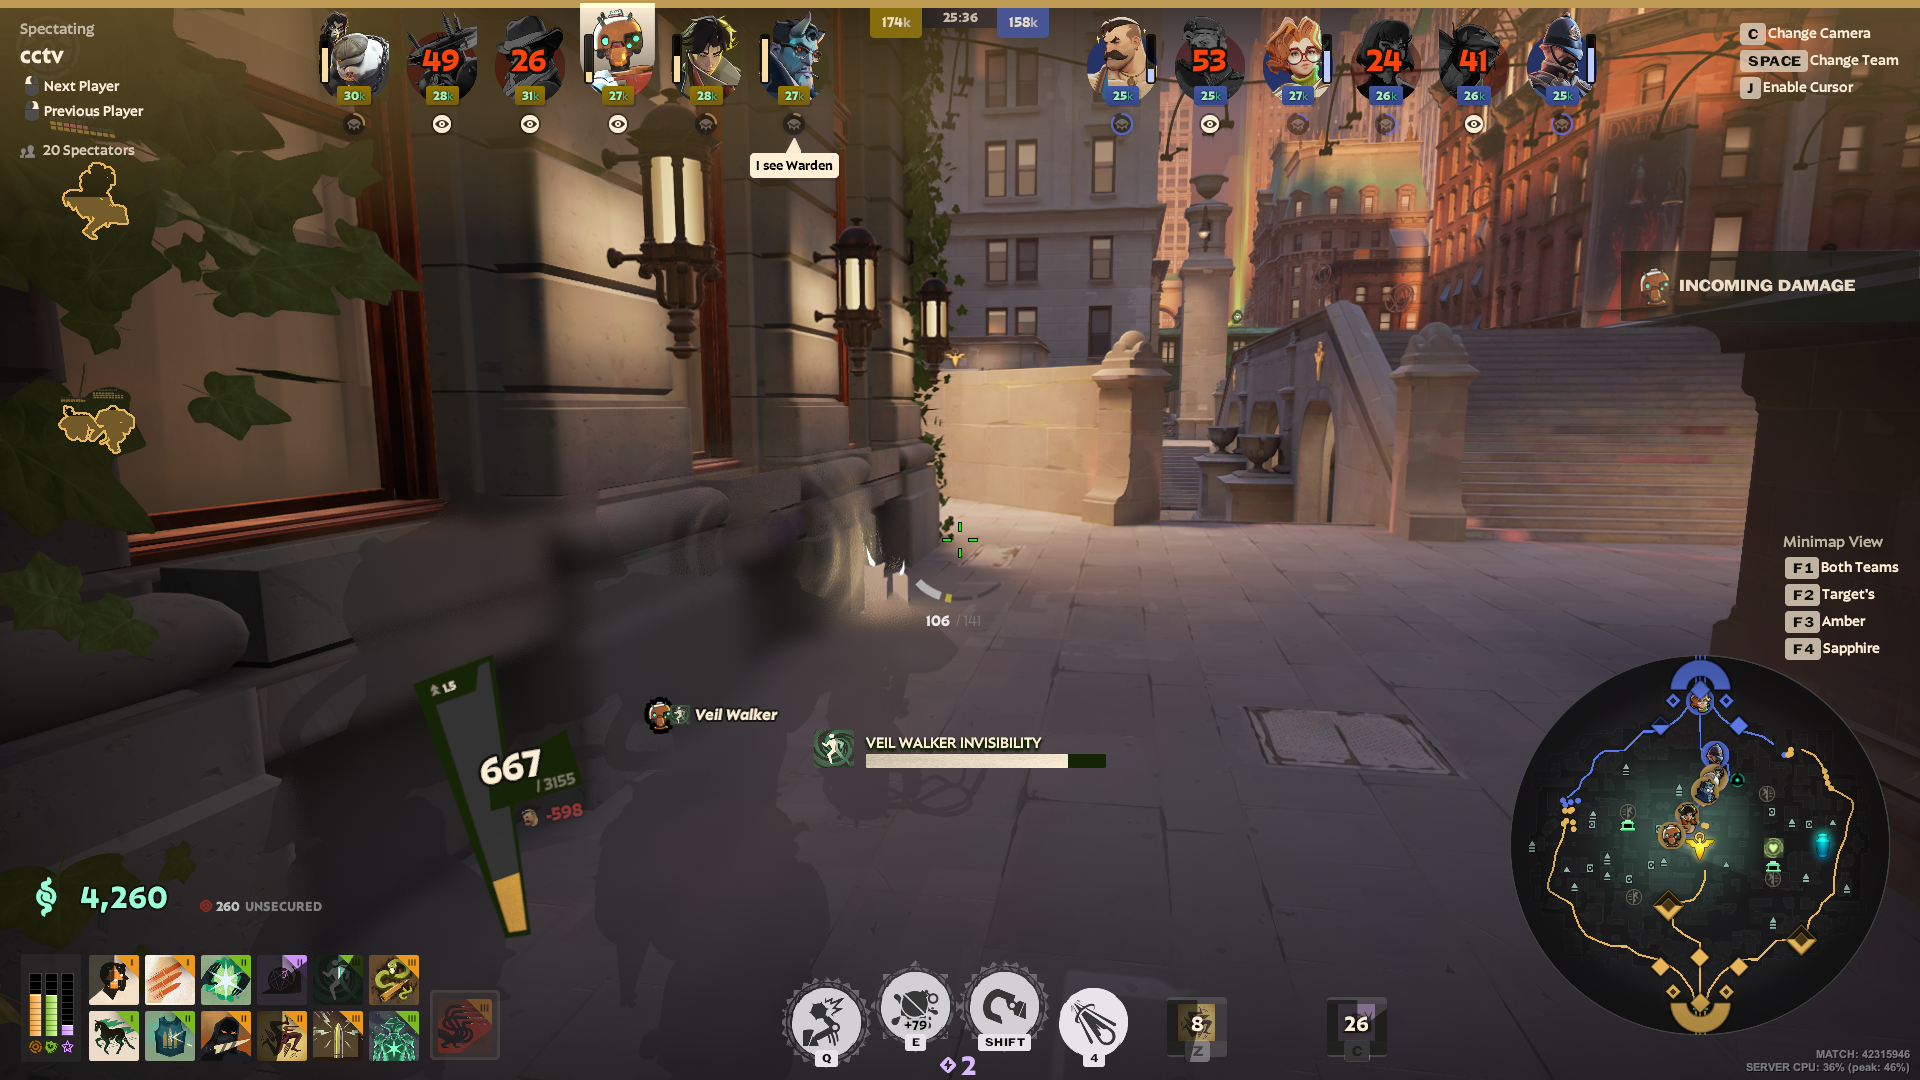 Spectating
cctv
Next Player
Previous Player
20 Spectators
49
26
30k
28k
31k
27k
28k
27k
I see Warden
174k
25:36
158k
53
24
41
25k
25k
27k
26k
26k
25k
C Change Camera
SPACE Change Team
J Enable Cursor
INCOMING DAMAGE
Minimap View
F1 Both Teams
F2 Target's
F3 Amber
F4 Sapphire
106 / 141
1.5
667 / 3155
-598
Veil Walker
VEIL WALKER INVISIBILITY
4,260
260 UNSECURED
+79
Q
E
SHIFT
4
2
8
Z
26
C
MATCH: 42315946
SERVER CPU: 36% (peak: 46%)